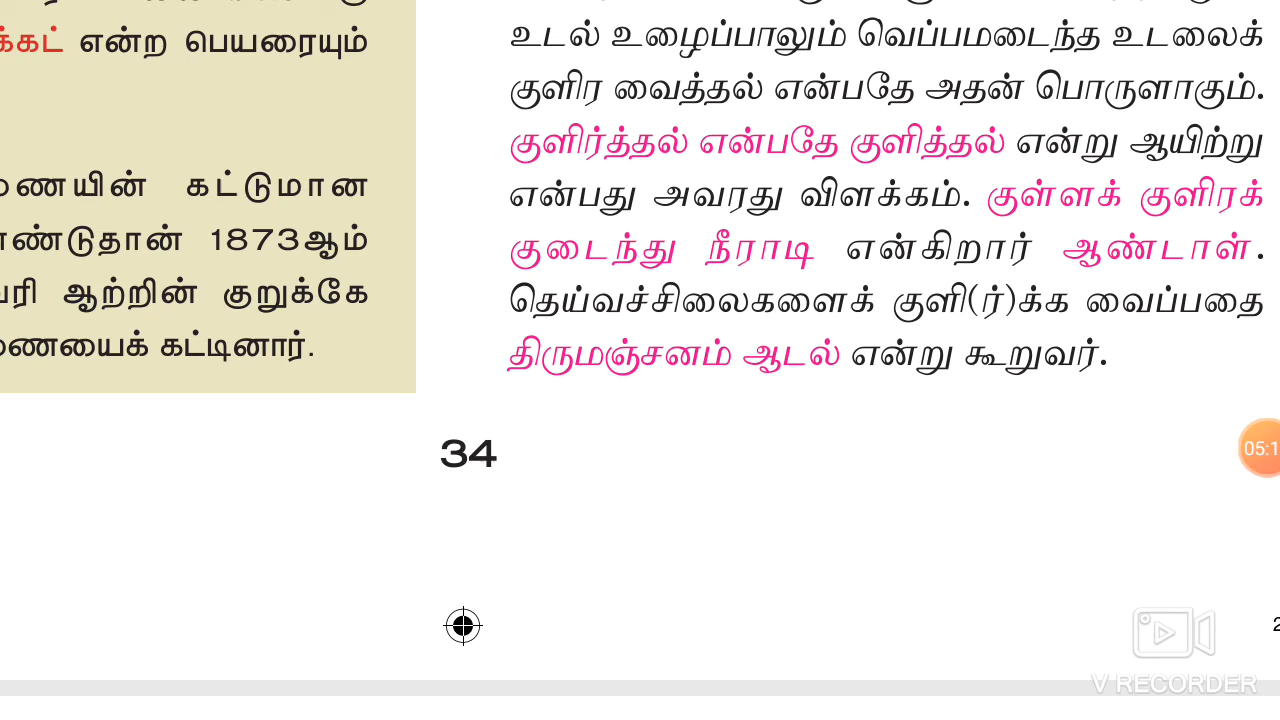 க்கட் என்ற பெயரையும்
ணையின் கட்டுமான
ண்டுதான் 1873ஆம்
ரி ஆற்றின் குறுக்கே
ணையைக் கட்டினார்.
உடல் உழைப்பாலும் வெப்பமடைந்த உடலைக்
குளிர வைத்தல் என்பதே அதன் பொருளாகும்.
குளிர்த்தல் என்பதே குளித்தல் என்று ஆயிற்று
என்பது அவரது விளக்கம். குள்ளக் குளிரக்
குடைந்து நீராடி என்கிறார் ஆண்டாள்.
தெய்வச்சிலைகளைக் குளி(ர்)க்க வைப்பதை
திருமஞ்சனம் ஆடல் என்று கூறுவர்.
34
05:1
2
V RECORDER